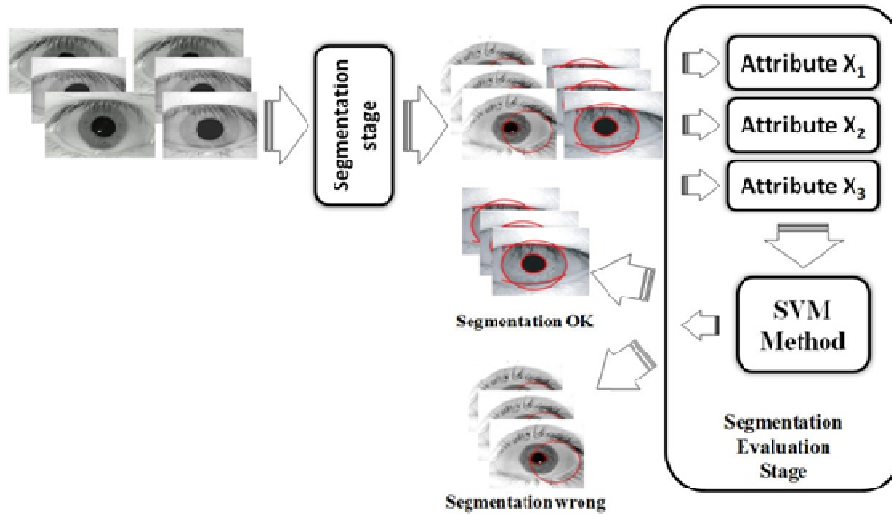 Segmentation
stage
Attribute X₁
Attribute X₂
Attribute X₃
SVM
Method
Segmentation
Evaluation
Stage
Segmentation OK
Segmentation wrong